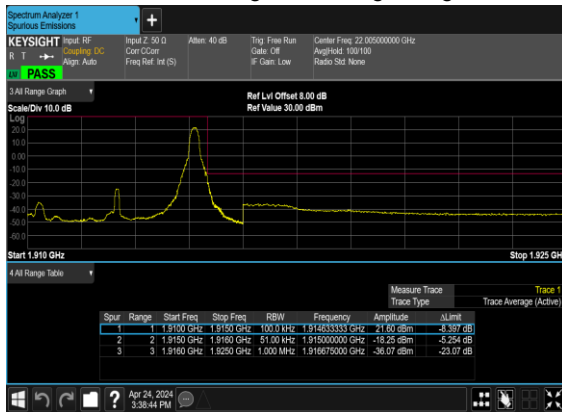 Spectrum Analyzer 1
Spurious Emissions
KEYSIGHT Input: RF Input Z: 50 Ω Atten: 40 dB Trig: Free Run Center Freq: 22.005000000 GHz
R T Coupling: DC Corr CCorr Gate: Off Avg|Hold: 100/100
Align: Auto Freq Ref: Int (S) IF Gain: Low Radio Std: None
PASS
3 All Range Graph
Ref Lvl Offset 8.00 dB
Scale/Div 10.0 dB Ref Value 30.00 dBm
Log
20.0
10.0
0.00
-10.0
-20.0
-30.0
-40.0
-50.0
-60.0
Start 1.910 GHz Stop 1.925 GH
4 All Range Table
Measure Trace Trace 1
Trace Type Trace Average (Active)
Spur Range Start Freq Stop Freq RBW Frequency Amplitude ΔLimit
1 1 1.9100 GHz 1.9150 GHz 100.0 kHz 1.914633333 GHz 21.60 dBm -8.397 dB
2 2 1.9150 GHz 1.9160 GHz 51.00 kHz 1.915000000 GHz -18.25 dBm -5.254 dB
3 3 1.9160 GHz 1.9250 GHz 1.000 MHz 1.916675000 GHz -36.07 dBm -23.07 dB
? Apr 24, 2024
3:38:44 PM